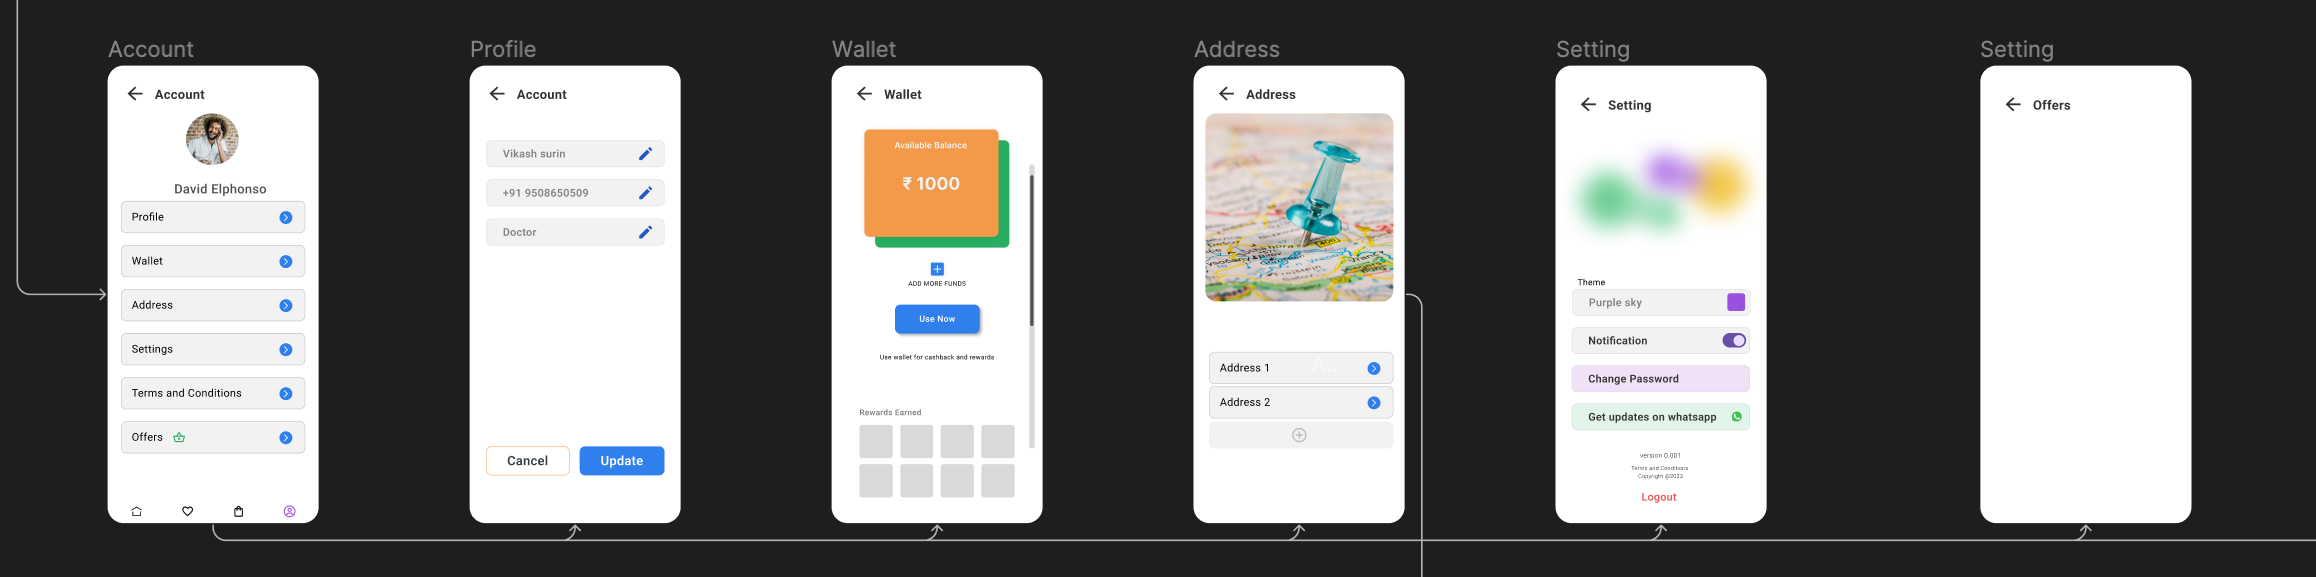 Account
Account
David Elphonso
Profile
Wallet
Address
Settings
Terms and Conditions
Offers
Profile
Account
Vikash surin
+91 9508650509
Doctor
Cancel
Update
Wallet
Wallet
Available Balance
₹ 1000
ADD MORE FUNDS
Use Now
Use wallet for cashback and rewards
Rewards Earned
Address
Address
Address 1
A...
Address 2
Setting
Setting
Theme
Purple sky
Notification
Change Password
Get updates on whatsapp
version 0.001
Terms and Conditions
Copyright @2023
Logout
Setting
Offers